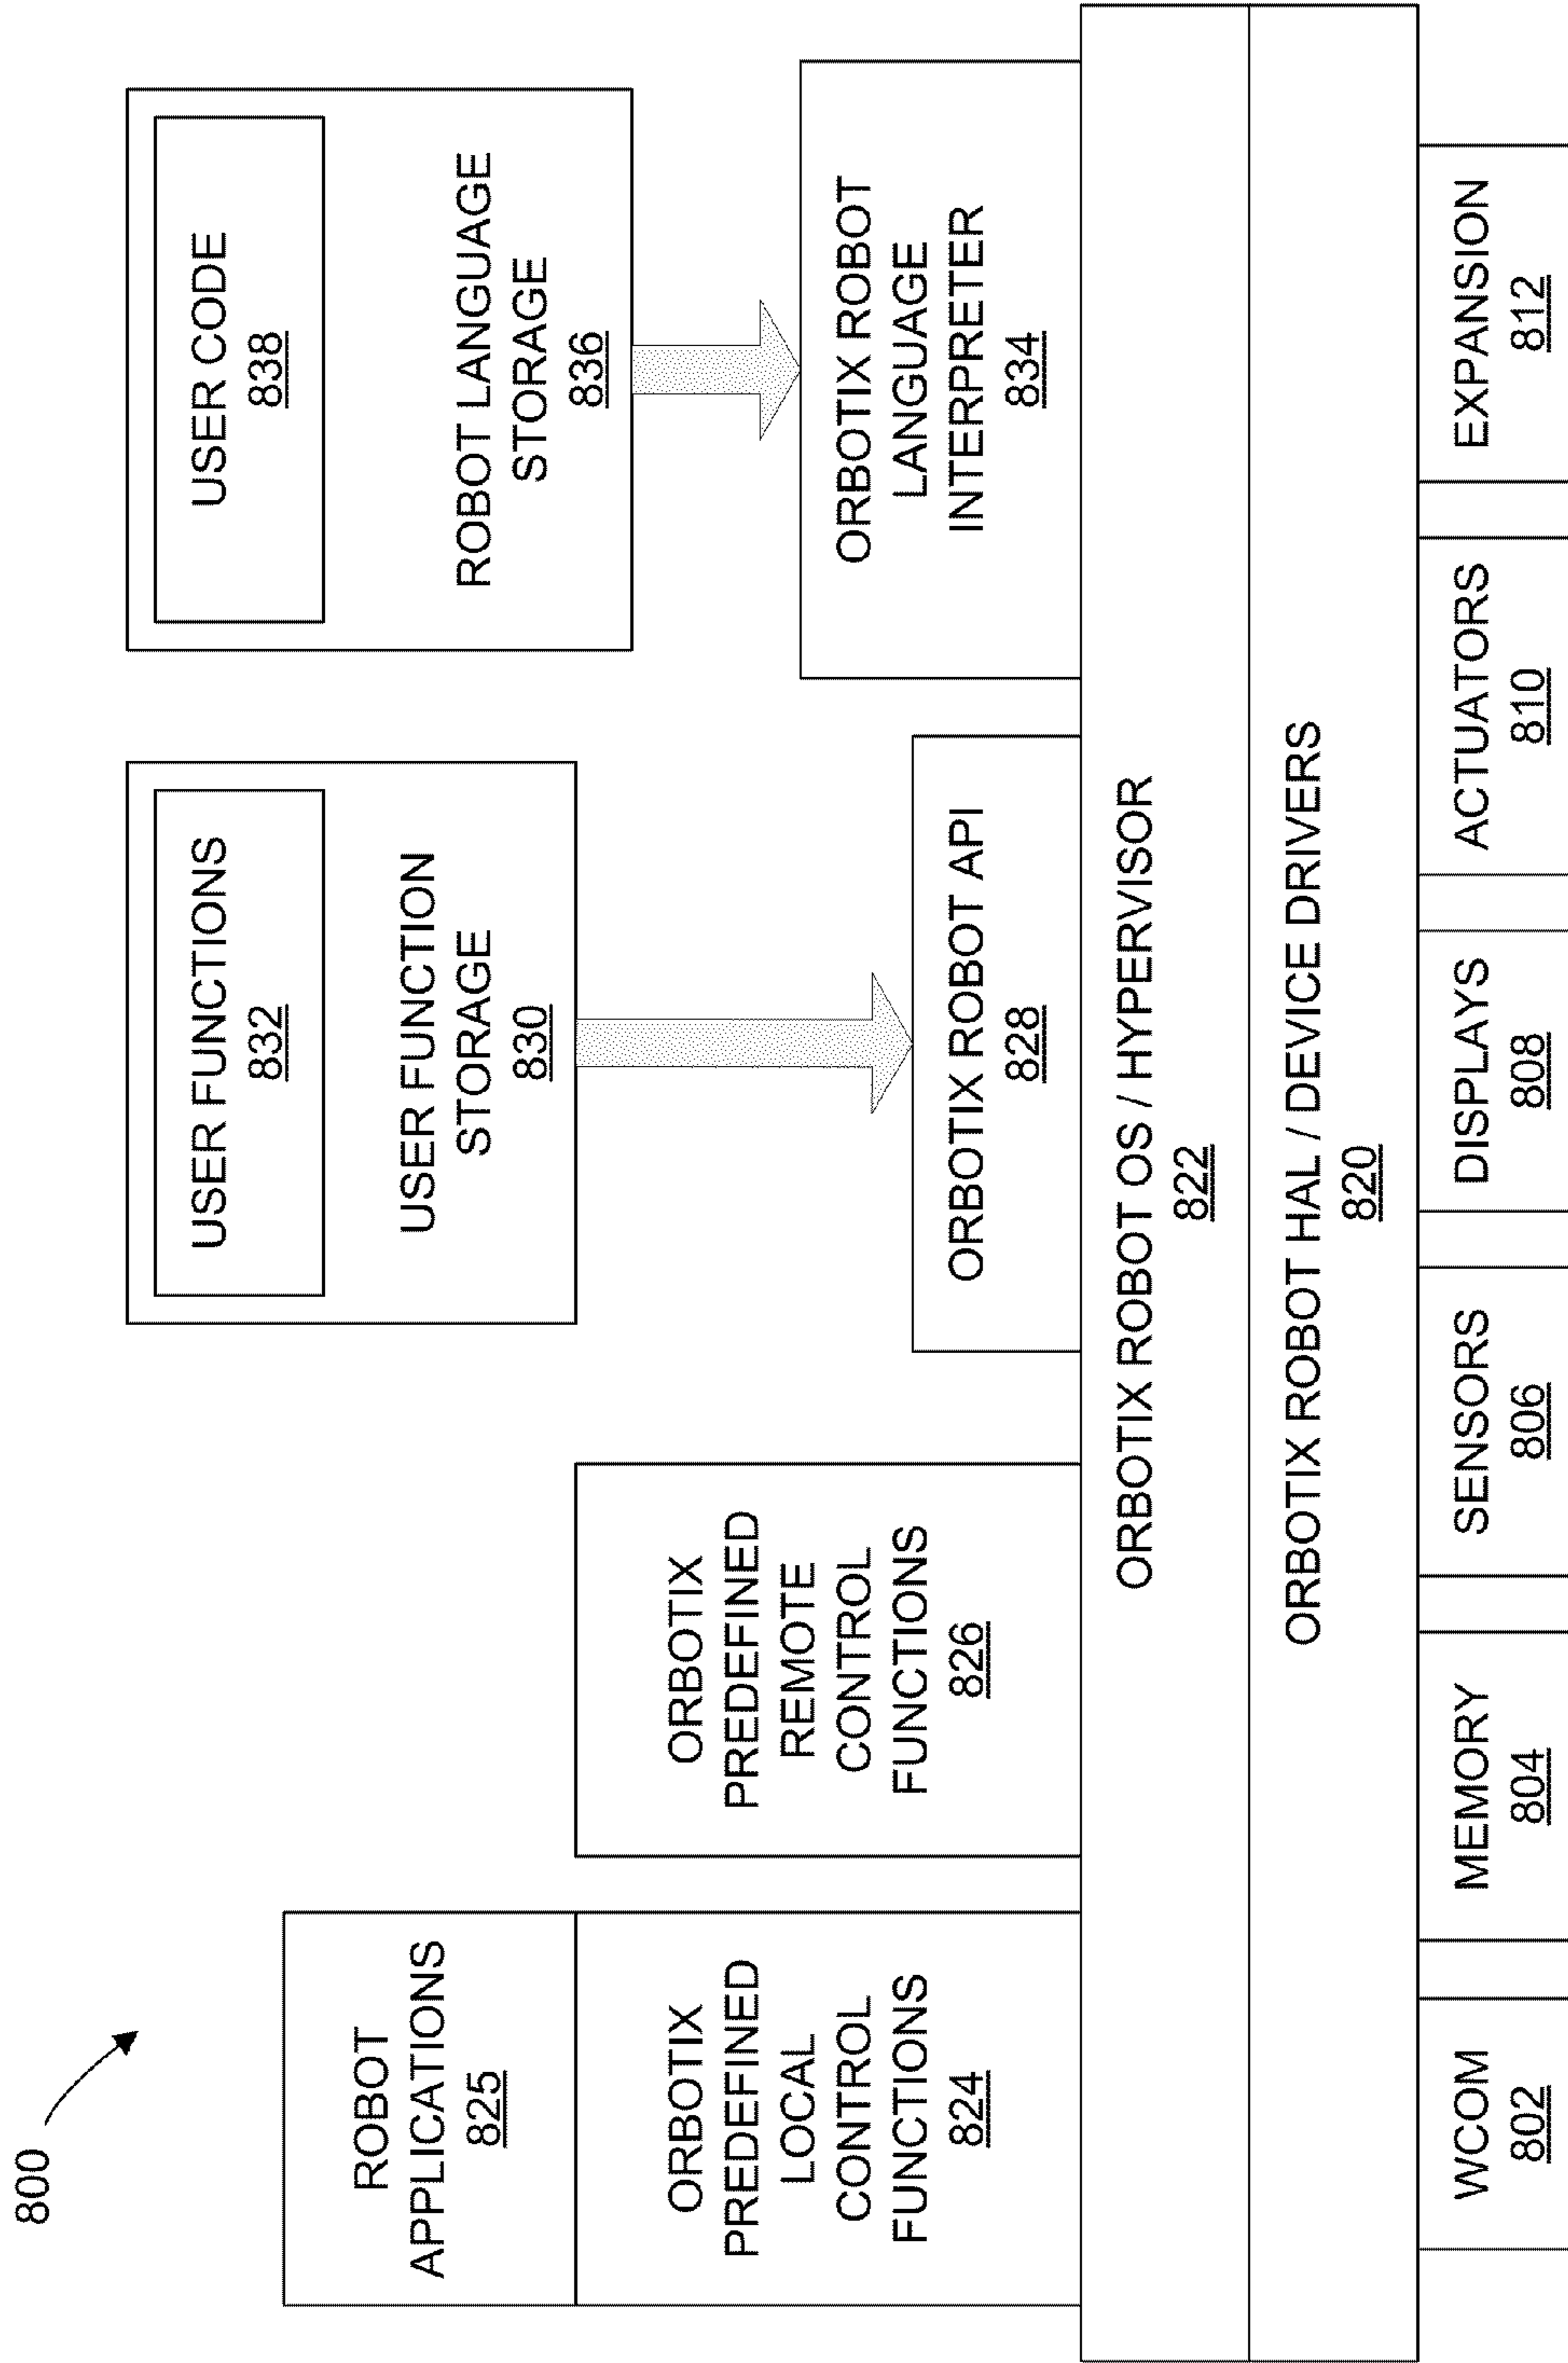 800
ROBOT
APPLICATIONS
825
ORBOTIX
PREDEFINED
LOCAL
CONTROL
FUNCTIONS
824
ORBOTIX
PREDEFINED
REMOTE
CONTROL
FUNCTIONS
826
USER FUNCTIONS
832
USER FUNCTION
STORAGE
830
ORBOTIX ROBOT API
828
USER CODE
838
ROBOT LANGUAGE
STORAGE
836
ORBOTIX ROBOT
LANGUAGE
INTERPRETER
834
ORBOTIX ROBOT OS / HYPERVISOR
822
ORBOTIX ROBOT HAL / DEVICE DRIVERS
820
WCOM
802
MEMORY
804
SENSORS
806
DISPLAYS
808
ACTUATORS
810
EXPANSION
812